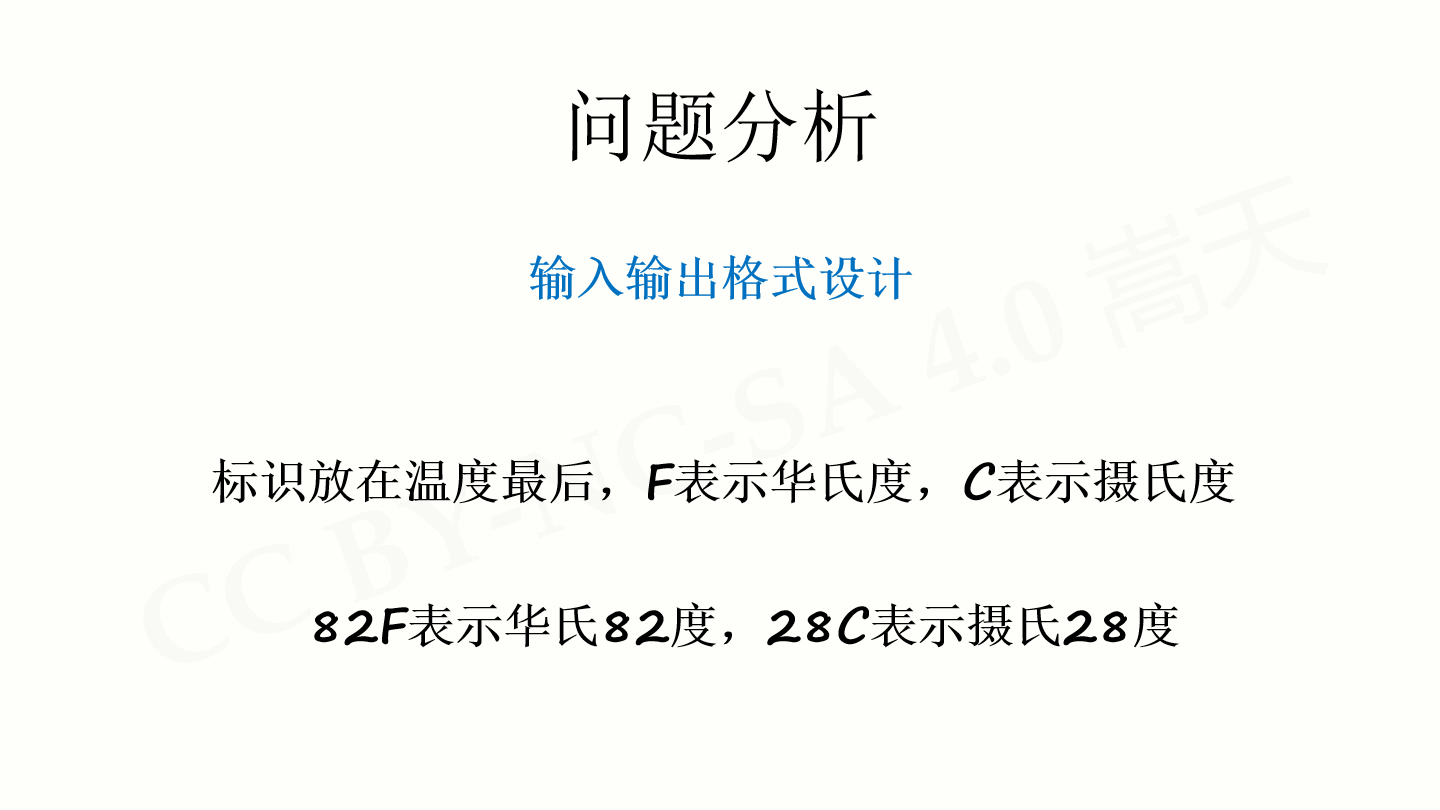 问题分析
输入输出格式设计
标识放在温度最后，F表示华氏度，C表示摄氏度
82F表示华氏82度，28C表示摄氏28度
CC BY-NC-SA 4.0 嵩天